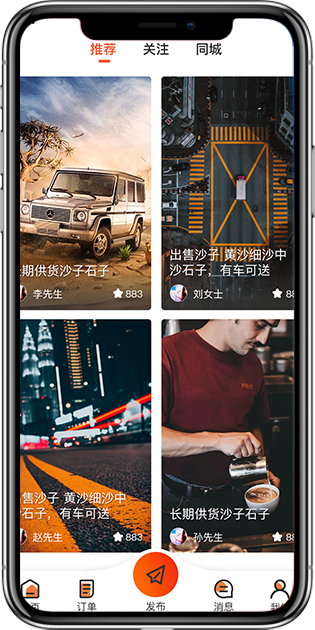 推荐 关注 同城
期供货沙子石子
李先生 883
出售沙子 黄沙细沙中
沙石子，有车可送
刘女士 88
售沙子 黄沙细沙中
石子，有车可送
赵先生 883
长期供货沙子石子
孙先生 88
页 订单 发布 消息 我